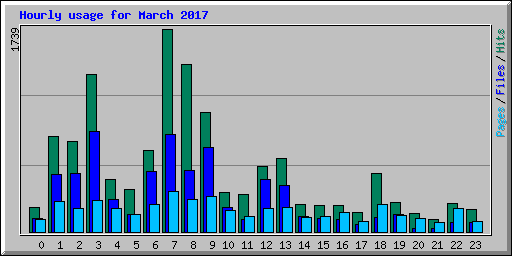 Hourly usage for March 2017
1739
Pages / Files / Hits
0 1 2 3 4 5 6 7 8 9 10 11 12 13 14 15 16 17 18 19 20 21 22 23